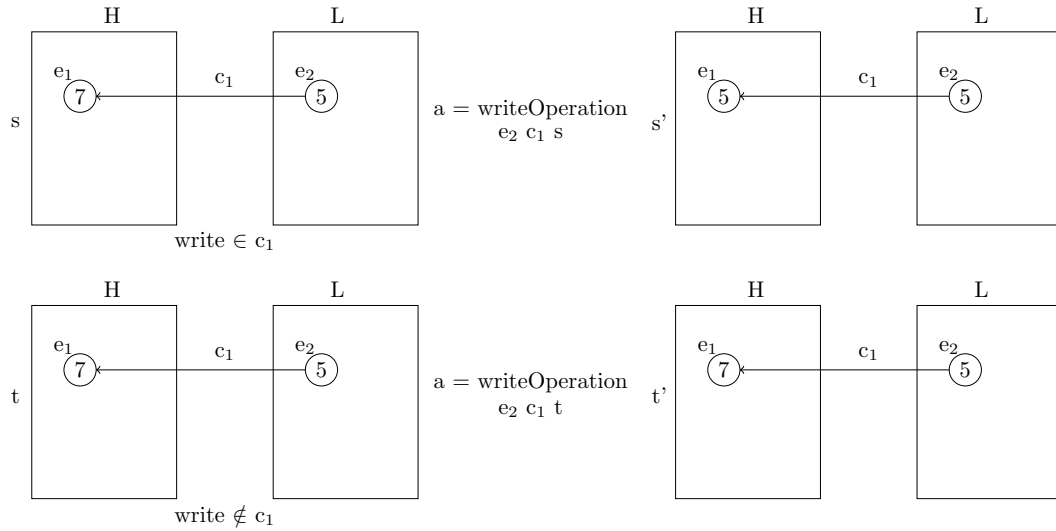 H L H L
e₁ e₂ e₁ e₂
c₁ c₁
7 5 5 5
a = writeOperation
s s'
e₂ c₁ s
write ∈ c₁
H L H L
e₁ e₂ e₁ e₂
c₁ c₁
7 5 7 5
a = writeOperation
t t'
e₂ c₁ t
write ∉ c₁